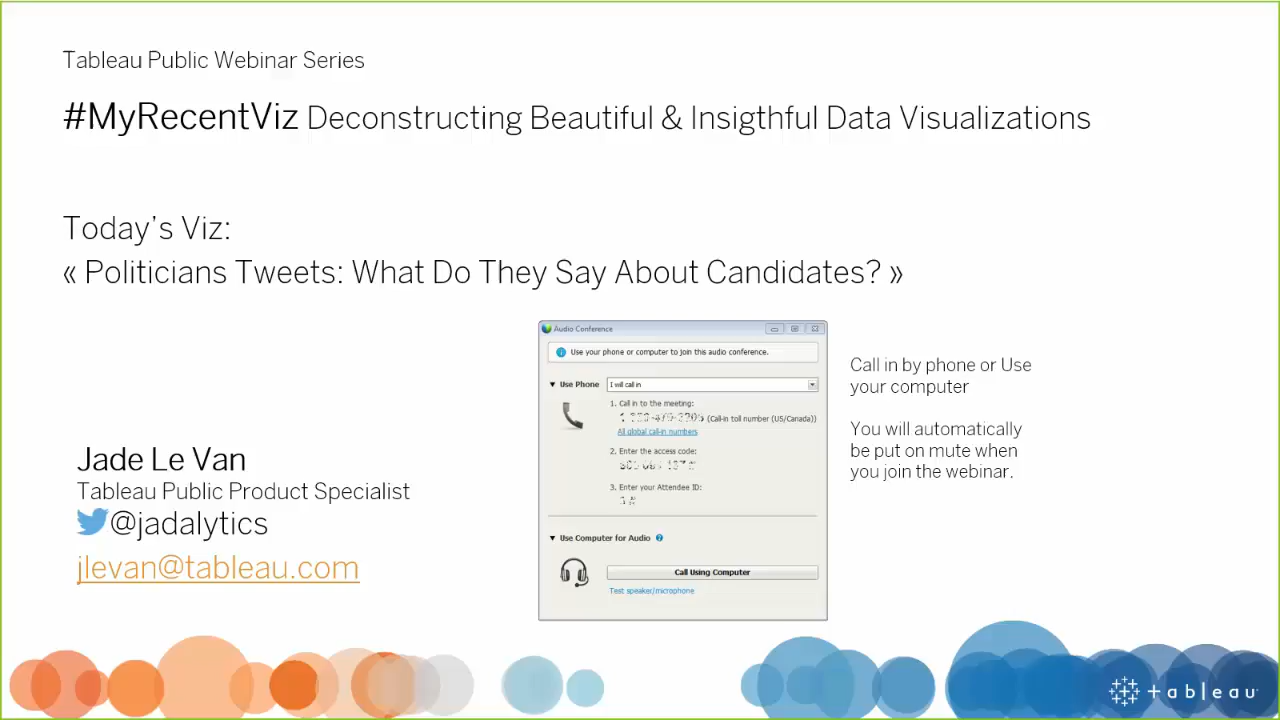 Tableau Public Webinar Series
#MyRecentViz Deconstructing Beautiful & Insigthful Data Visualizations
Today's Viz:
« Politicians Tweets: What Do They Say About Candidates? »
Audio Conference
Use your phone or computer to join this audio conference.
Use Phone
I will call in
1. Call in to the meeting:
(Call-in toll number (US/Canada))
All global call-in numbers
2. Enter the access code:
3. Enter your Attendee ID:
Use Computer for Audio
Call Using Computer
Test speaker/microphone
Call in by phone or Use
your computer
You will automatically
be put on mute when
you join the webinar.
Jade Le Van
Tableau Public Product Specialist
@jadalytics
jlevan@tableau.com
tableau